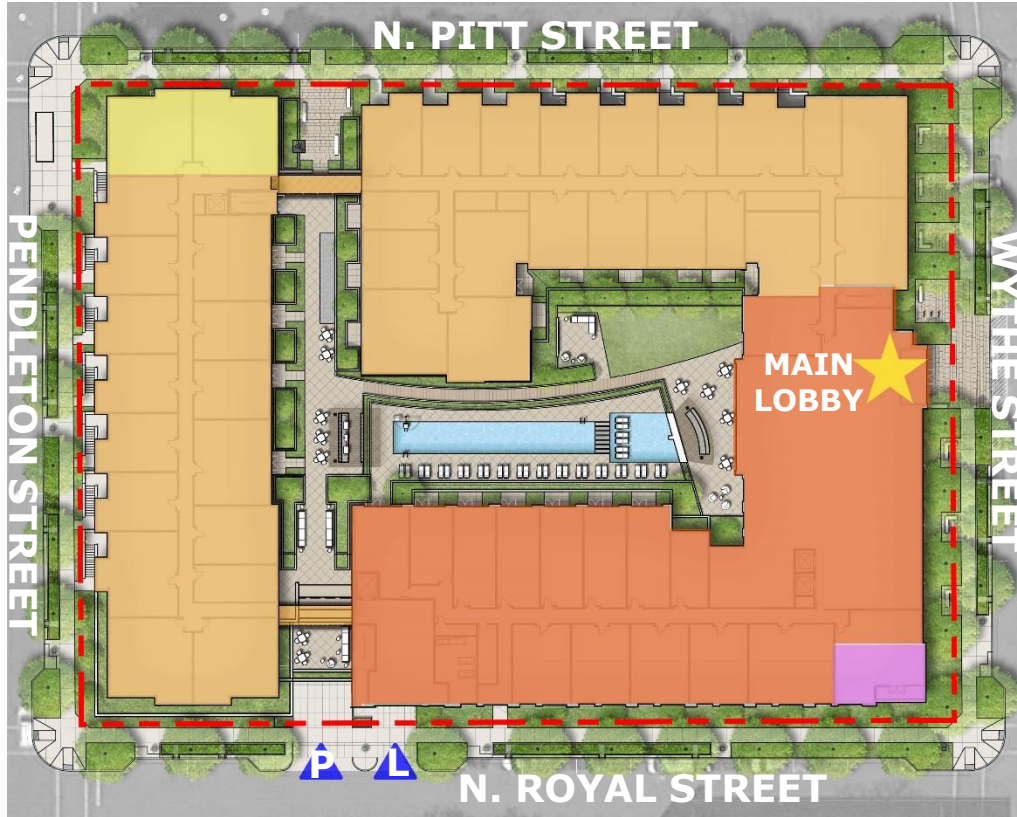 N. PITT STREET
PENDLETON STREET
WYTHE STREET
MAIN
LOBBY
P
L
N. ROYAL STREET